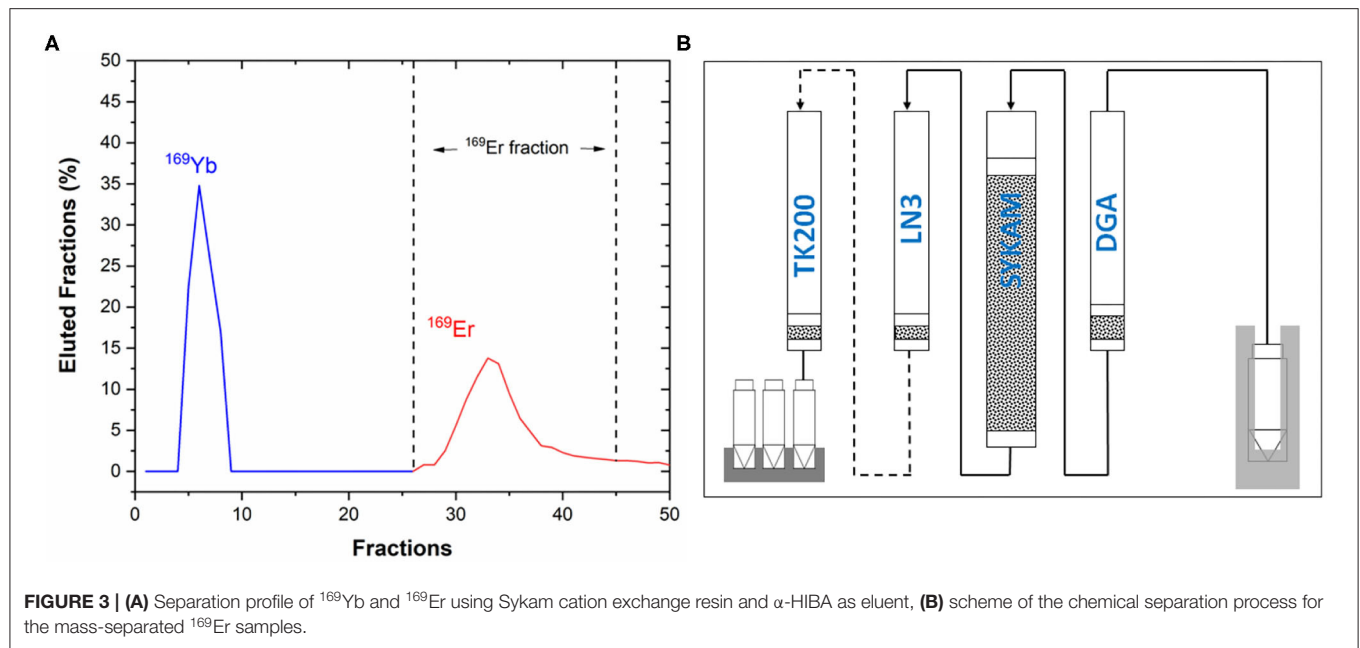 A
50
45
40
35
30
25
20
15
10
5
0
Eluted Fractions (%)
¹⁶⁹Yb
¹⁶⁹Er fraction
¹⁶⁹Er
0 10 20 30 40 50
Fractions
B
TK200
LN3
SYKAM
DGA
FIGURE 3 | (A) Separation profile of ¹⁶⁹Yb and ¹⁶⁹Er using Sykam cation exchange resin and α-HIBA as eluent, (B) scheme of the chemical separation process for
the mass-separated ¹⁶⁹Er samples.